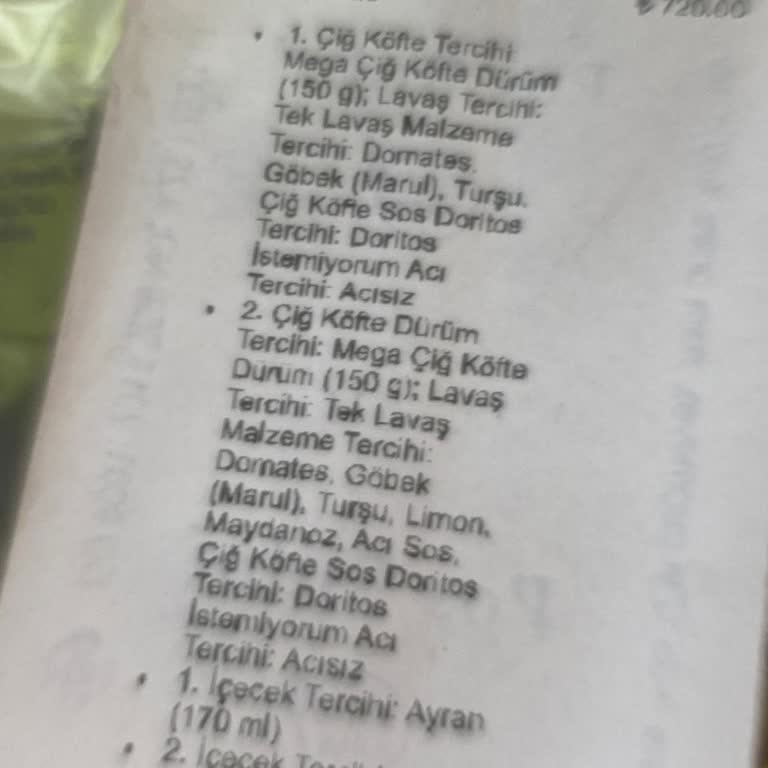 ₺ 720.00
• 1. Çiğ Köfte Tercihi:
Mega Çiğ Köfte Dürüm
(150 g); Lavaş Tercihi:
Tek Lavaş Malzeme
Tercihi: Domates,
Göbek (Marul), Turşu,
Çiğ Köfte Sos Doritos
Tercihi: Doritos
İstemiyorum Acı
Tercihi: Acısız
• 2. Çiğ Köfte Dürüm
Tercihi: Mega Çiğ Köfte
Dürüm (150 g); Lavaş
Tercihi: Tek Lavaş
Malzeme Tercihi:
Domates, Göbek
(Marul), Turşu, Limon,
Maydanoz, Acı Sos,
Çiğ Köfte Sos Doritos
Tercihi: Doritos
İstemiyorum Acı
Tercihi: Acısız
• 1. İçecek Tercihi: Ayran
(170 ml)
• 2. İçecek